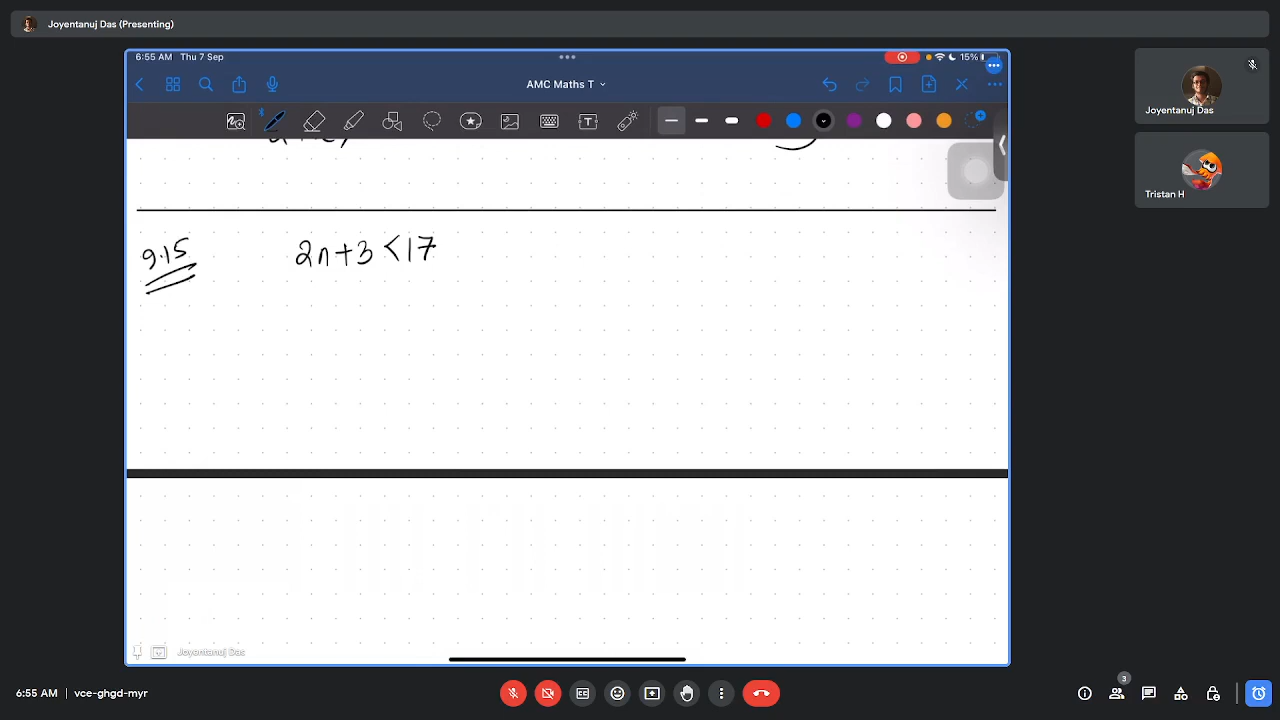 Joyentanuj Das (Presenting)
6:55 AM Thu 7 Sep
15%
AMC Maths T
Joyentanuj Das
Tristan H
9.15
2n+3 < 17
Joyentanuj Das
6:55 AM | vce-ghgd-myr
3